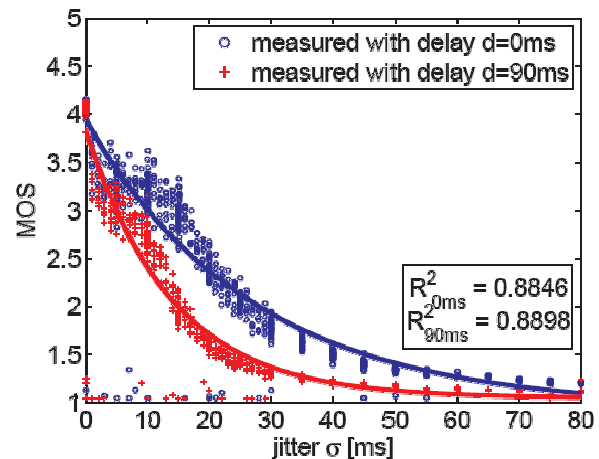 measured with delay d=0ms
measured with delay d=90ms
MOS
5
4.5
4
3.5
3
2.5
2
1.5
1
R²0ms = 0.8846
R²90ms = 0.8898
0 10 20 30 40 50 60 70 80
jitter σ [ms]